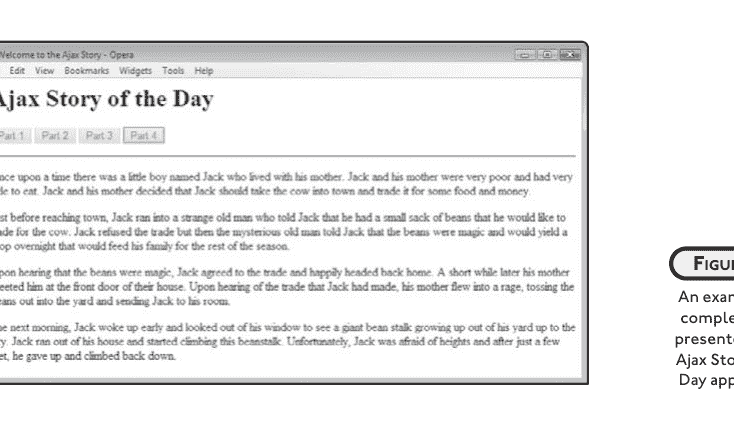 Welcome to the Ajax Story - Opera
Edit View Bookmarks Widgets Tools Help
Ajax Story of the Day
Part 1 Part 2 Part 3 Part 4
nce upon a time there was a little boy named Jack who lived with his mother. Jack and his mother were very poor and had very
le to eat. Jack and his mother decided that Jack should take the cow into town and trade it for some food and money.
st before reaching town, Jack ran into a strange old man who told Jack that he had a small sack of beans that he would like to
ade for the cow. Jack refused the trade but then the mysterious old man told Jack that the beans were magic and would yield a
op overnight that would feed his family for the rest of the season.
pon hearing that the beans were magic, Jack agreed to the trade and happily headed back home. A short while later his mother
eeted him at the front door of their house. Upon hearing of the trade that Jack had made, his mother flew into a rage, tossing the
ans out into the yard and sending Jack to his room.
e next morning, Jack woke up early and looked out of his window to see a giant bean stalk growing up out of his yard up to the
y. Jack ran out of his house and started climbing this beanstalk. Unfortunately, Jack was afraid of heights and after just a few
et, he gave up and climbed back down.
FIGU
An exan
comple
present
Ajax Sto
Day app